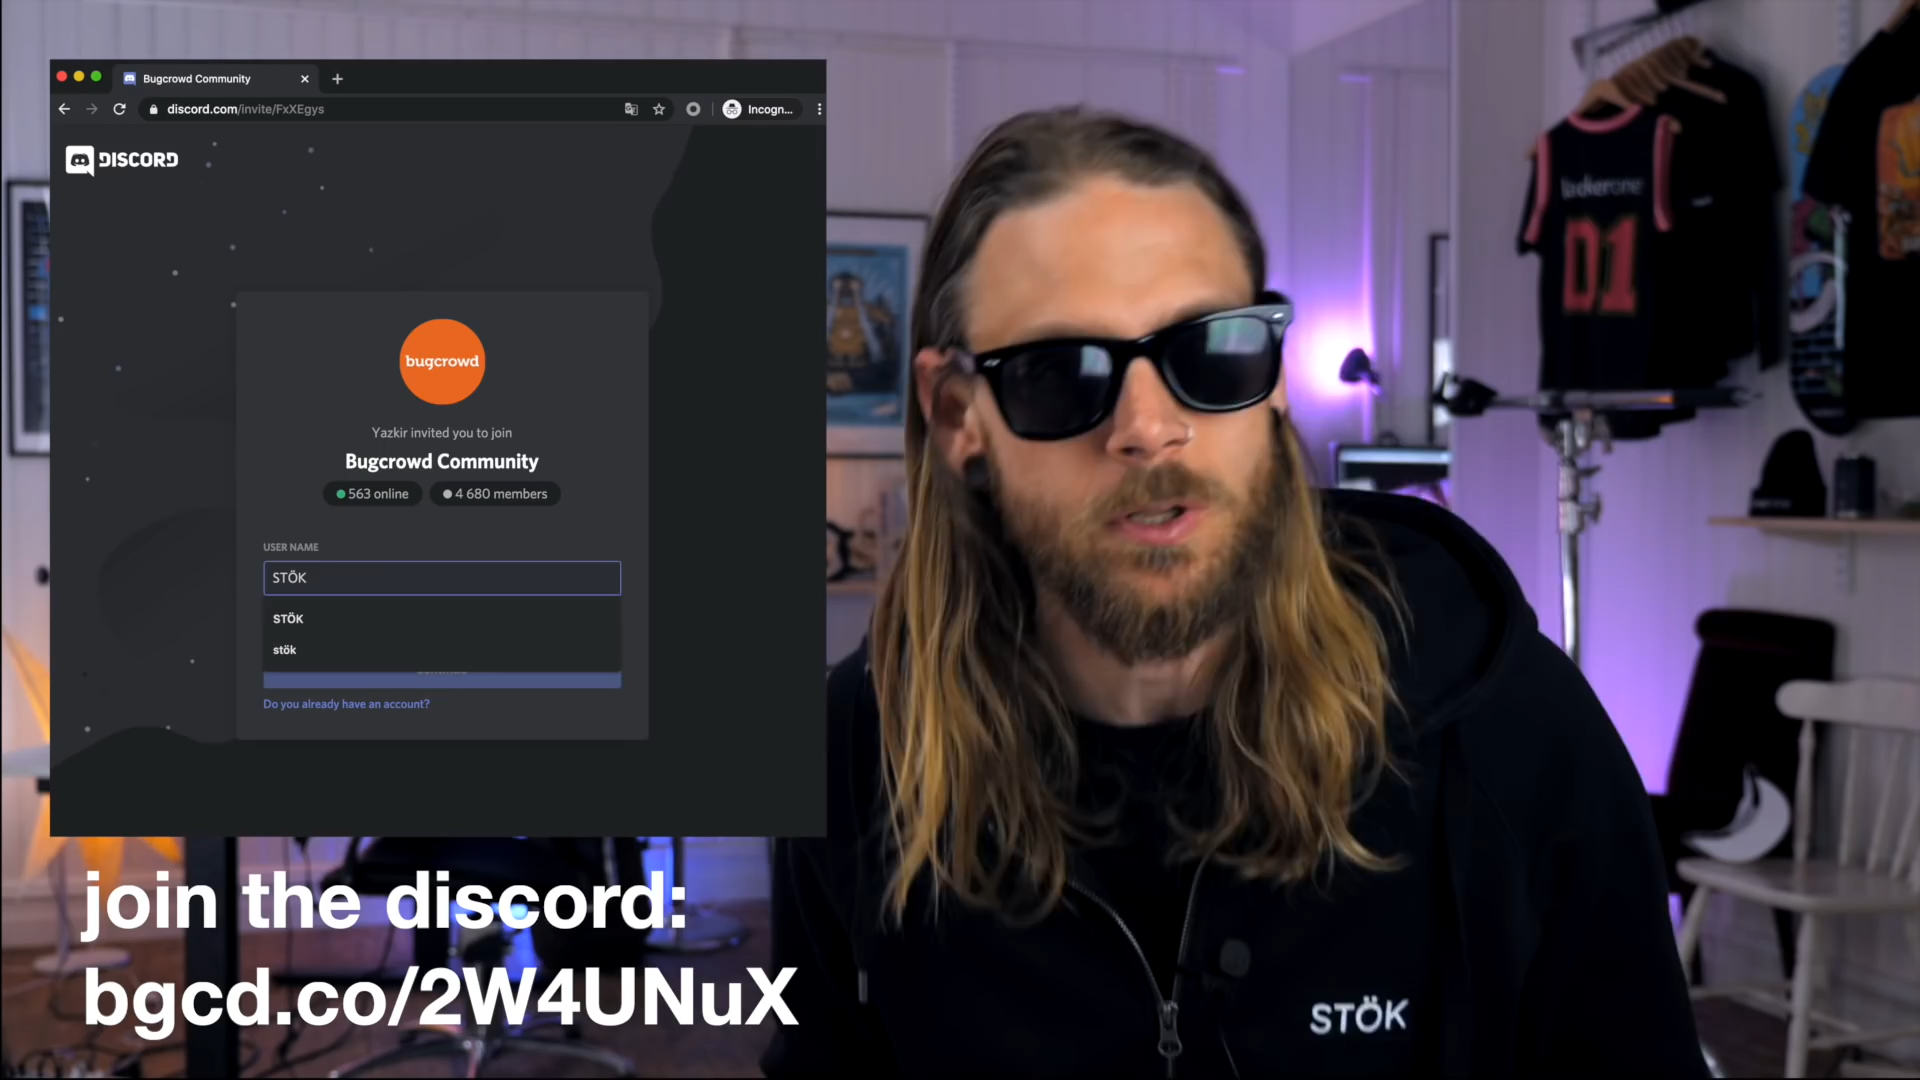 Bugcrowd Community
discord.com/invite/FxXEgys
Incogn...
DISCORD
bugcrowd
Yazkir invited you to join
Bugcrowd Community
563 online
4 680 members
USER NAME
STÖK
STÖK
stök
Do you already have an account?
join the discord:
bgcd.co/2W4UNuX
hackerone
01
STÖK